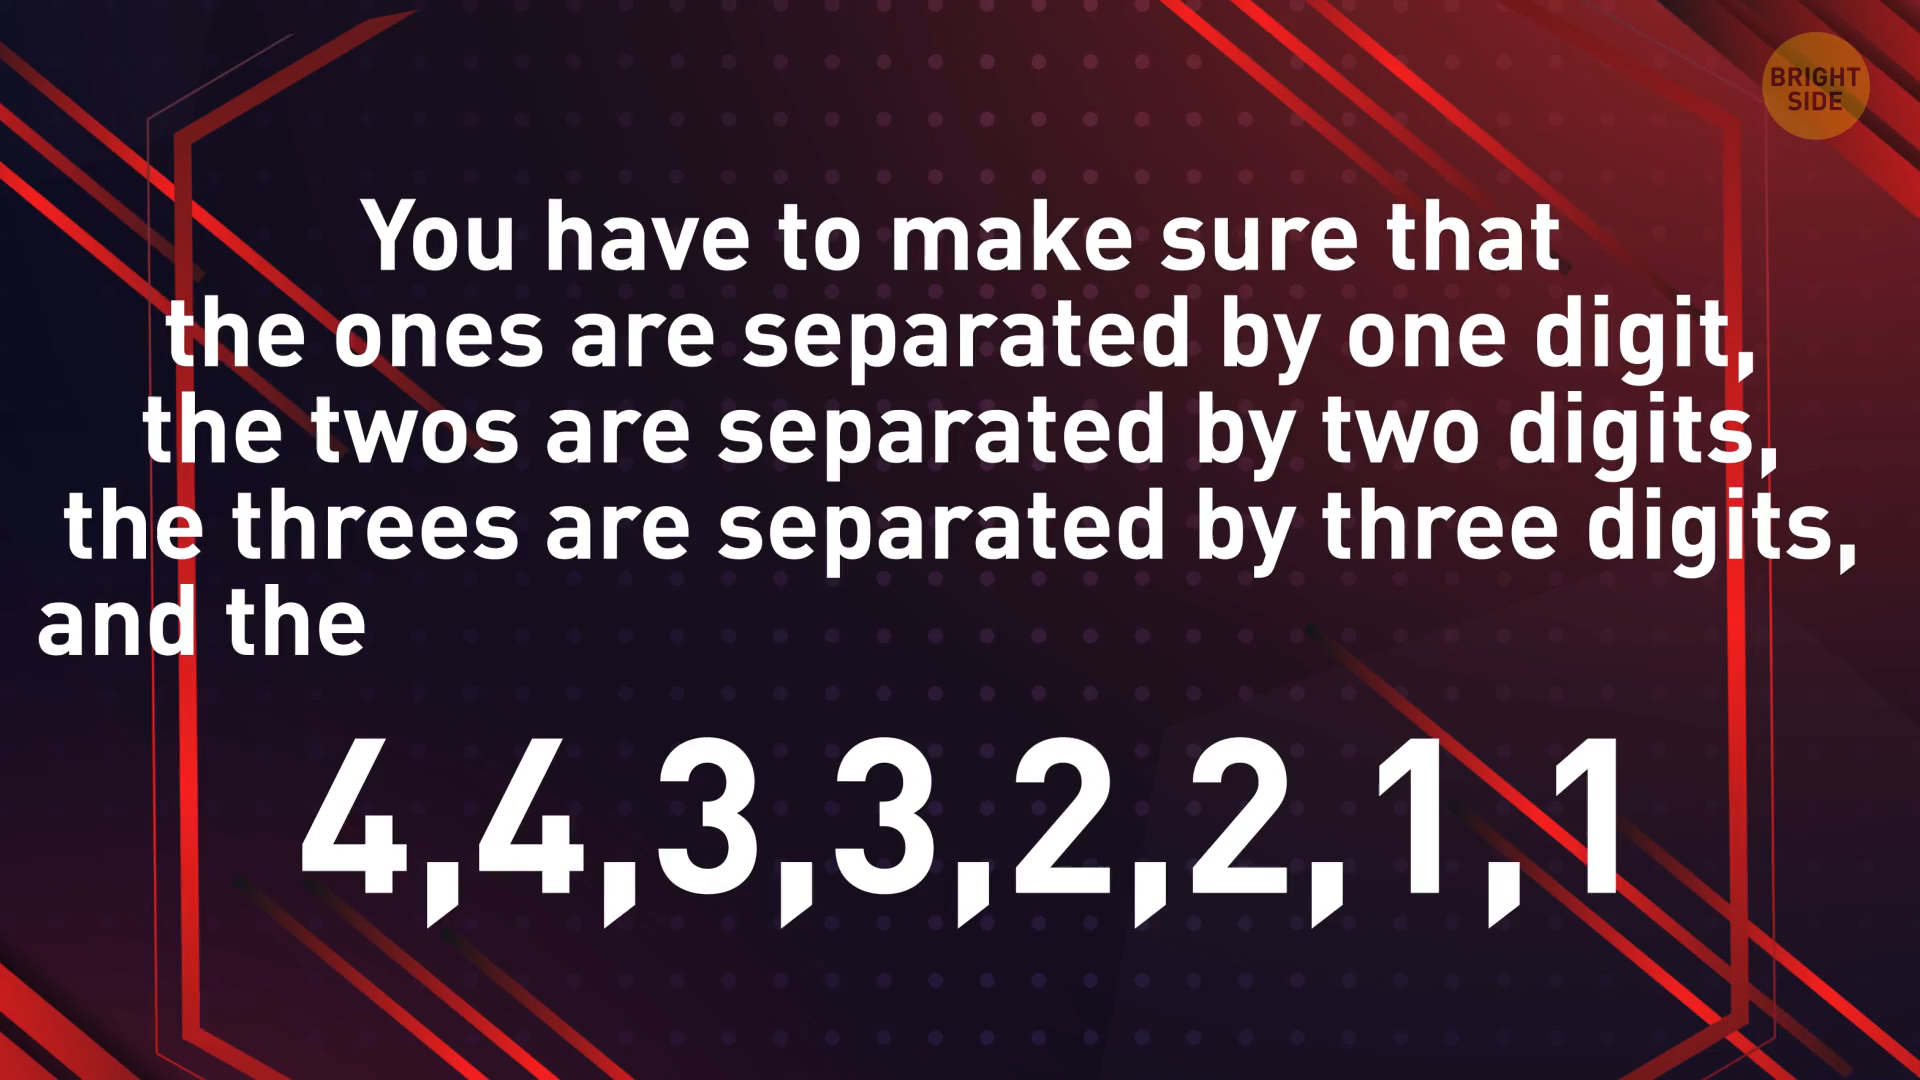 BRIGHT
SIDE
You have to make sure that
the ones are separated by one digit,
the twos are separated by two digits,
the threes are separated by three digits,
and the
4,4,3,3,2,2,1,1